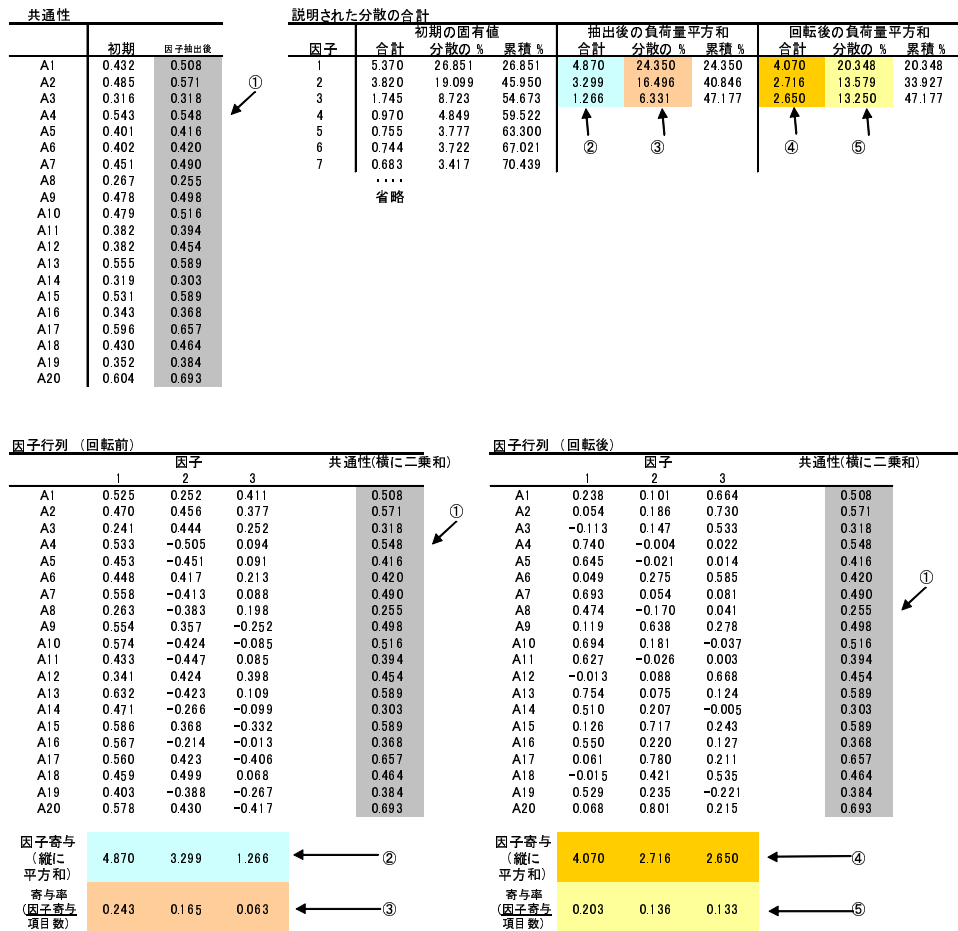 共通性
初期 因子抽出後
A1 0.432 0.508
A2 0.485 0.571
A3 0.316 0.318
A4 0.543 0.548
A5 0.401 0.416
A6 0.402 0.420
A7 0.451 0.490
A8 0.267 0.255
A9 0.478 0.498
A10 0.479 0.516
A11 0.382 0.394
A12 0.382 0.454
A13 0.555 0.589
A14 0.319 0.303
A15 0.531 0.589
A16 0.343 0.368
A17 0.596 0.657
A18 0.430 0.464
A19 0.352 0.384
A20 0.604 0.693
①
説明された分散の合計
初期の固有値 抽出後の負荷量平方和 回転後の負荷量平方和
因子 合計 分散の % 累積 % 合計 分散の % 累積 % 合計 分散の % 累積 %
1 5.370 26.851 26.851 4.870 24.350 24.350 4.070 20.348 20.348
2 3.820 19.099 45.950 3.299 16.496 40.846 2.716 13.579 33.927
3 1.745 8.723 54.673 1.266 6.331 47.177 2.650 13.250 47.177
4 0.970 4.849 59.522
5 0.755 3.777 63.300
6 0.744 3.722 67.021
7 0.683 3.417 70.439
② ③ ④ ⑤
....
省略
因子行列 (回転前)
因子 共通性(横に二乗和)
1 2 3
A1 0.525 0.252 0.411 0.508
A2 0.470 0.456 0.377 0.571
A3 0.241 0.444 0.252 0.318
A4 0.533 -0.505 0.094 0.548
A5 0.453 -0.451 0.091 0.416
A6 0.448 0.417 0.213 0.420
A7 0.558 -0.413 0.088 0.490
A8 0.263 -0.383 0.198 0.255
A9 0.554 0.357 -0.252 0.498
A10 0.574 -0.424 -0.085 0.516
A11 0.433 -0.447 0.085 0.394
A12 0.341 0.424 0.398 0.454
A13 0.632 -0.423 0.109 0.589
A14 0.471 -0.266 -0.099 0.303
A15 0.586 0.368 -0.332 0.589
A16 0.567 -0.214 -0.013 0.368
A17 0.560 0.423 -0.406 0.657
A18 0.459 0.499 0.068 0.464
A19 0.403 -0.388 -0.267 0.384
A20 0.578 0.430 -0.417 0.693
①
因子寄与
(縦に
平方和)
4.870 3.299 1.266 ②
寄与率
(因子寄与
項目数)
0.243 0.165 0.063 ③
因子行列 (回転後)
因子 共通性(横に二乗和)
1 2 3
A1 0.238 0.101 0.664 0.508
A2 0.054 0.186 0.730 0.571
A3 -0.113 0.147 0.533 0.318
A4 0.740 -0.004 0.022 0.548
A5 0.645 -0.021 0.014 0.416
A6 0.049 0.275 0.585 0.420
A7 0.693 0.054 0.081 0.490
A8 0.474 -0.170 0.041 0.255
A9 0.119 0.638 0.278 0.498
A10 0.694 0.181 -0.037 0.516
A11 0.627 -0.026 0.003 0.394
A12 -0.013 0.088 0.668 0.454
A13 0.754 0.075 0.124 0.589
A14 0.510 0.207 -0.005 0.303
A15 0.126 0.717 0.243 0.589
A16 0.550 0.220 0.127 0.368
A17 0.061 0.780 0.211 0.657
A18 -0.015 0.421 0.535 0.464
A19 0.529 0.235 -0.221 0.384
A20 0.068 0.801 0.215 0.693
①
因子寄与
(縦に
平方和)
4.070 2.716 2.650 ④
寄与率
(因子寄与
項目数)
0.203 0.136 0.133 ⑤